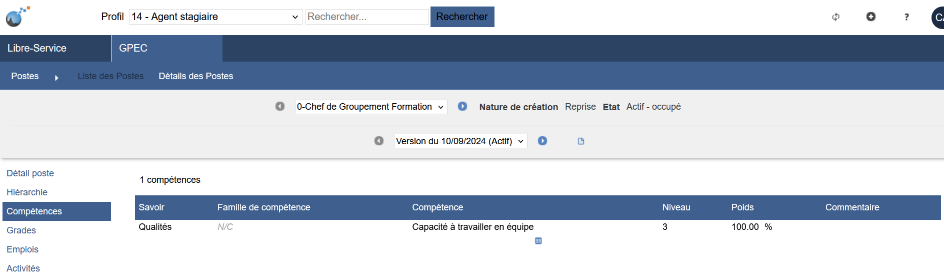 Profil 14 - Agent stagiaire Rechercher... Rechercher ?
Libre-Service GPEC
Postes Liste des Postes Détails des Postes
0-Chef de Groupement Formation Nature de création Reprise Etat Actif - occupé
Version du 10/09/2024 (Actif)
Détail poste
Hiérarchie
Compétences
Grades
Emplois
Activités
1 compétences
Savoir Famille de compétence Compétence Niveau Poids Commentaire
Qualités N/C Capacité à travailler en équipe 3 100.00 %